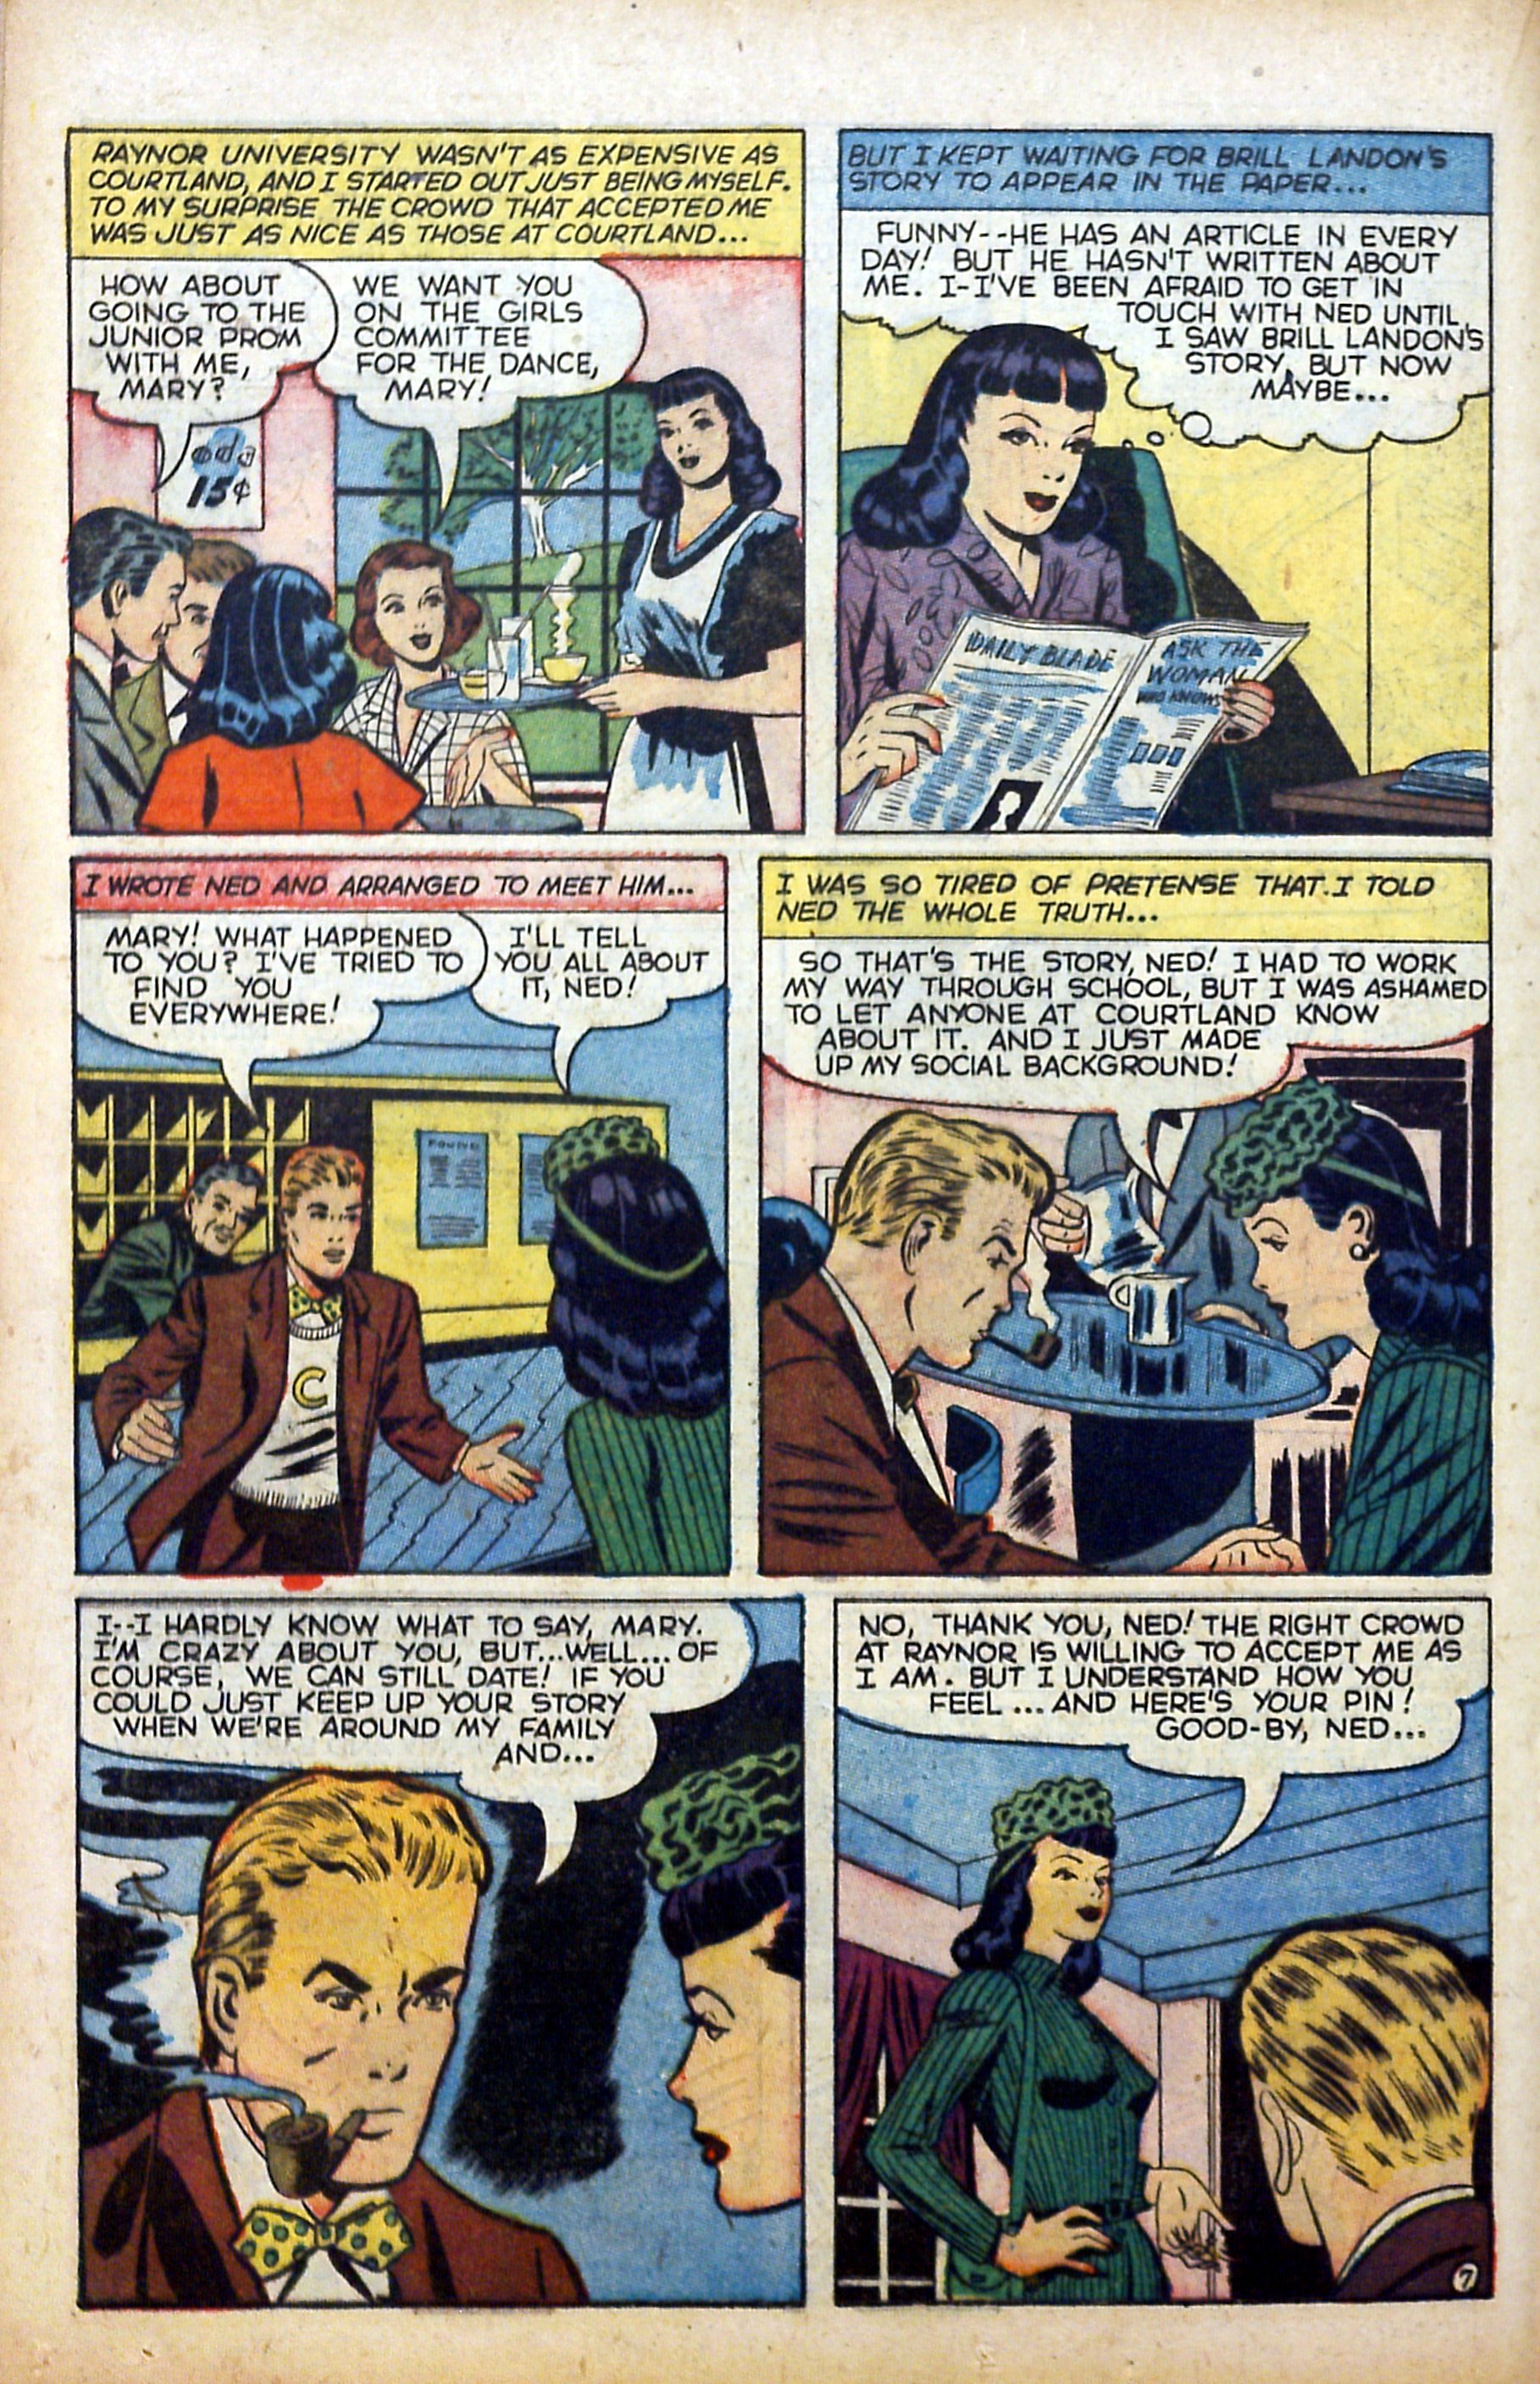 RAYNOR UNIVERSITY WASN'T AS EXPENSIVE AS
COURTLAND, AND I STARTED OUT JUST BEING MYSELF.
TO MY SURPRISE THE CROWD THAT ACCEPTED ME
WAS JUST AS NICE AS THOSE AT COURTLAND...
HOW ABOUT
GOING TO THE
JUNIOR PROM
WITH ME,
MARY?
WE WANT YOU
ON THE GIRLS
COMMITTEE
FOR THE DANCE,
MARY!
15¢
BUT I KEPT WAITING FOR BRILL LANDON'S
STORY TO APPEAR IN THE PAPER...
FUNNY--HE HAS AN ARTICLE IN EVERY
DAY! BUT HE HASN'T WRITTEN ABOUT
ME. I-I'VE BEEN AFRAID TO GET IN
TOUCH WITH NED UNTIL
I SAW BRILL LANDON'S
STORY, BUT NOW
MAYBE...
DAILY BLADE
ASK THE
WOMAN
WHO KNOWS
I WROTE NED AND ARRANGED TO MEET HIM...
MARY! WHAT HAPPENED
TO YOU? I'VE TRIED TO
FIND YOU
EVERYWHERE!
I'LL TELL
YOU ALL ABOUT
IT, NED!
C
I WAS SO TIRED OF PRETENSE THAT I TOLD
NED THE WHOLE TRUTH...
SO THAT'S THE STORY, NED! I HAD TO WORK
MY WAY THROUGH SCHOOL, BUT I WAS ASHAMED
TO LET ANYONE AT COURTLAND KNOW
ABOUT IT. AND I JUST MADE
UP MY SOCIAL BACKGROUND!
I--I HARDLY KNOW WHAT TO SAY, MARY.
I'M CRAZY ABOUT YOU, BUT...WELL... OF
COURSE, WE CAN STILL DATE! IF YOU
COULD JUST KEEP UP YOUR STORY
WHEN WE'RE AROUND MY FAMILY
AND...
NO, THANK YOU, NED! THE RIGHT CROWD
AT RAYNOR IS WILLING TO ACCEPT ME AS
I AM. BUT I UNDERSTAND HOW YOU
FEEL ... AND HERE'S YOUR PIN!
GOOD-BY, NED...
7